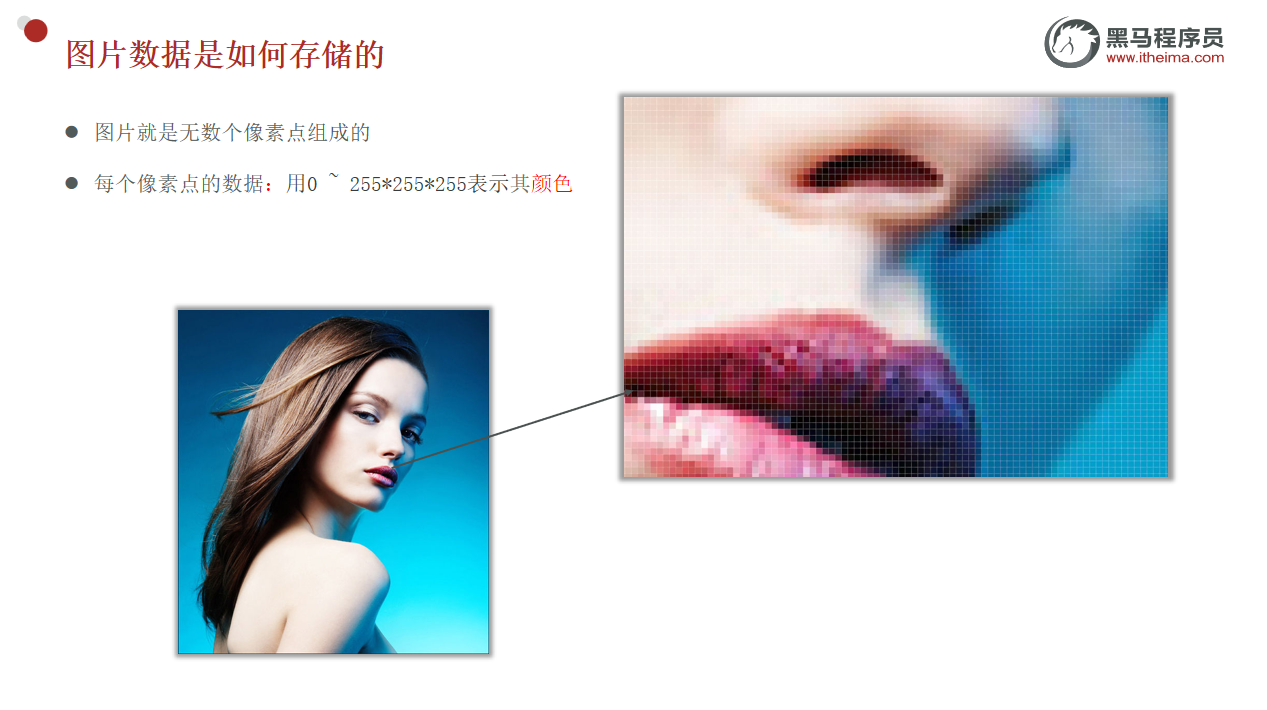 图片数据是如何存储的
黑马程序员
www.itheima.com
图片就是无数个像素点组成的
每个像素点的数据：用0 ~ 255*255*255表示其颜色